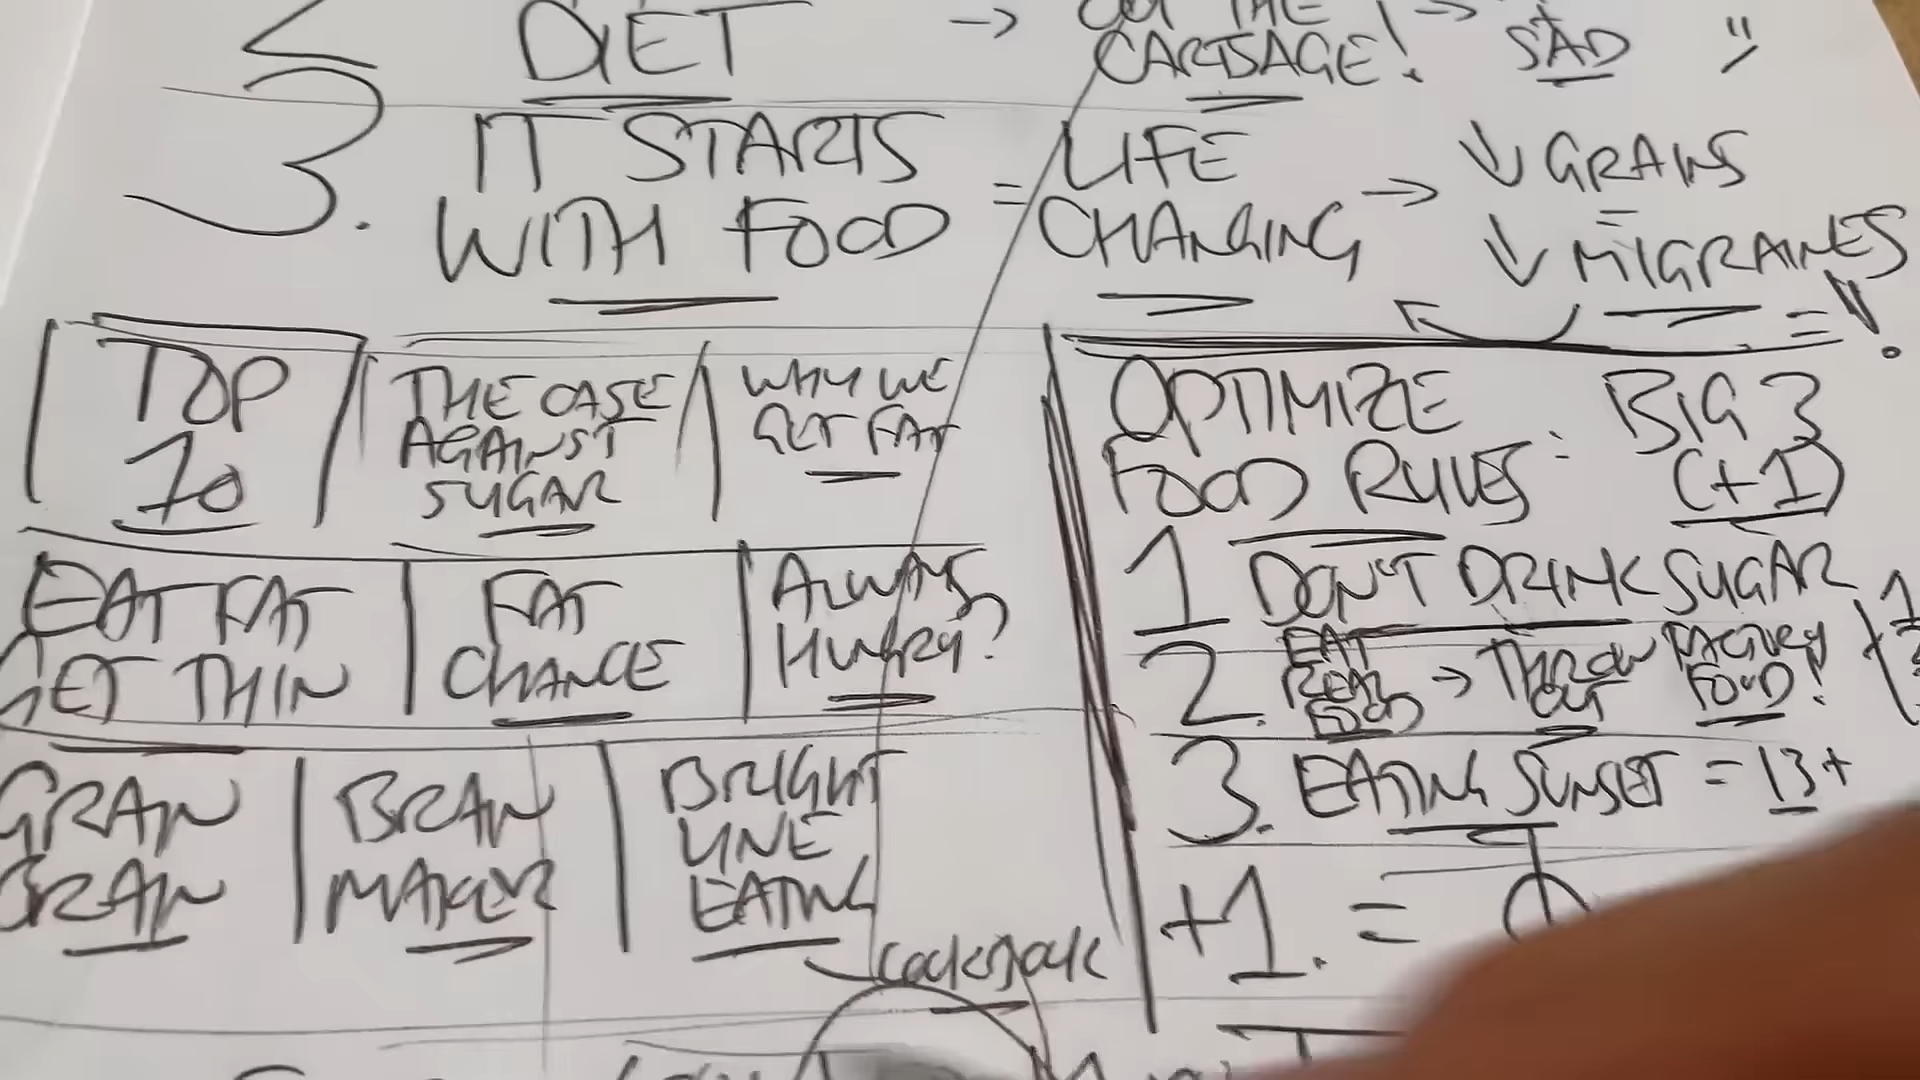 DIET → CUT THE → SAD "
CARTSAGE!
3. IT STARTS = LIFE → ↓ GRAINS
WITH FOOD CHANGING =
↓ MIGRAINES
= !
TOP
10
THE CASE
AGAINST
SUGAR
WHY WE
GET FAT
EAT FAT
GET THIN
FAT
CHANCE
ALWAYS
HUNGRY?
GRAIN
BRAIN
BRAIN
MAKER
BRIGHT
LINE
EATING
OPTIMIZE BIG 3
FOOD RULES: (+1)
1 DON'T DRINK SUGAR
2. EAT REAL FOOD → THROW OUT FACTORY FOOD!
3. EATING SUNSET = 13+
+1. =